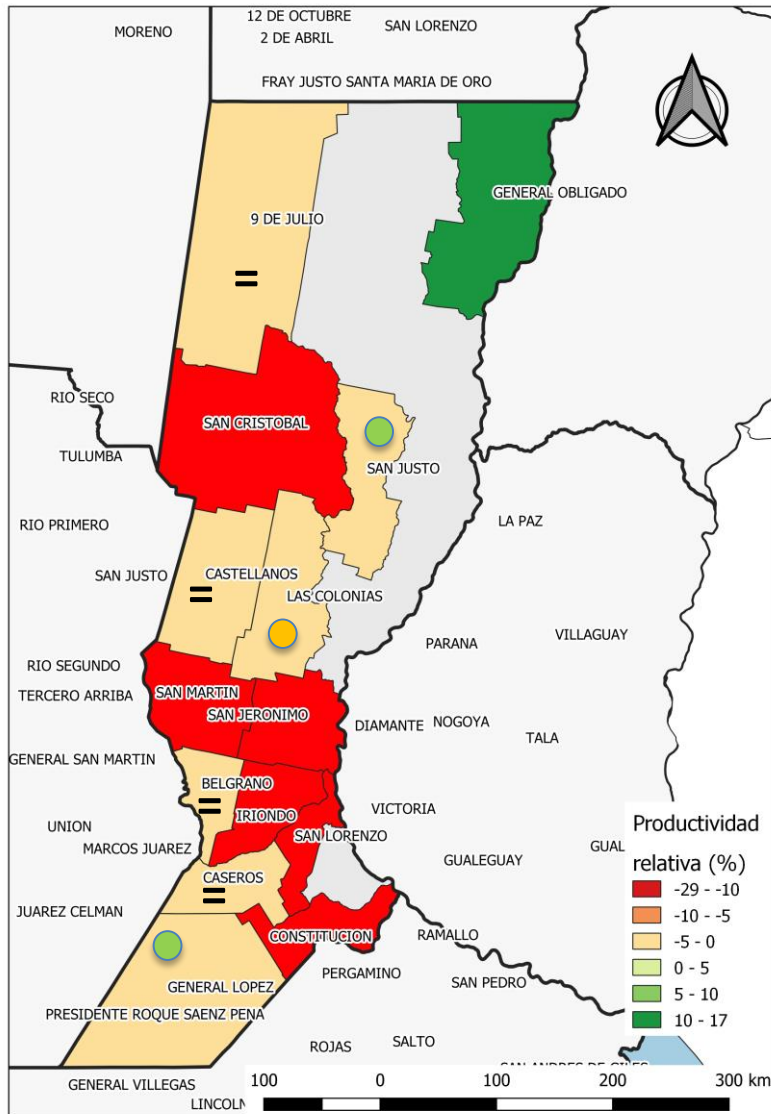 12 DE OCTUBRE
MORENO
SAN LORENZO
2 DE ABRIL
FRAY JUSTO SANTA MARIA DE ORO
GENERAL OBLIGADO
9 DE JULIO
=
RIO SECO
SAN CRISTOBAL
TULUMBA
SAN JUSTO
RIO PRIMERO
LA PAZ
SAN JUSTO
CASTELLANOS
=
LAS COLONIAS
PARANA
VILLAGUAY
RIO SEGUNDO
TERCERO ARRIBA
SAN MARTIN
SAN JERONIMO
DIAMANTE
NOGOYA
TALA
GENERAL SAN MARTIN
BELGRANO
=
IRIONDO
VICTORIA
UNION
SAN LORENZO
MARCOS JUAREZ
GUALEGUAY
GUAL
CASEROS
=
JUAREZ CELMAN
CONSTITUCION
RAMALLO
PERGAMINO
SAN PEDRO
GENERAL LOPEZ
PRESIDENTE ROQUE SAENZ PENA
ROJAS
SALTO
GENERAL VILLEGAS
LINCOLN
Productividad
relativa (%)
-29 - -10
-10 - -5
-5 - 0
0 - 5
5 - 10
10 - 17
100 0 100 200 300 km